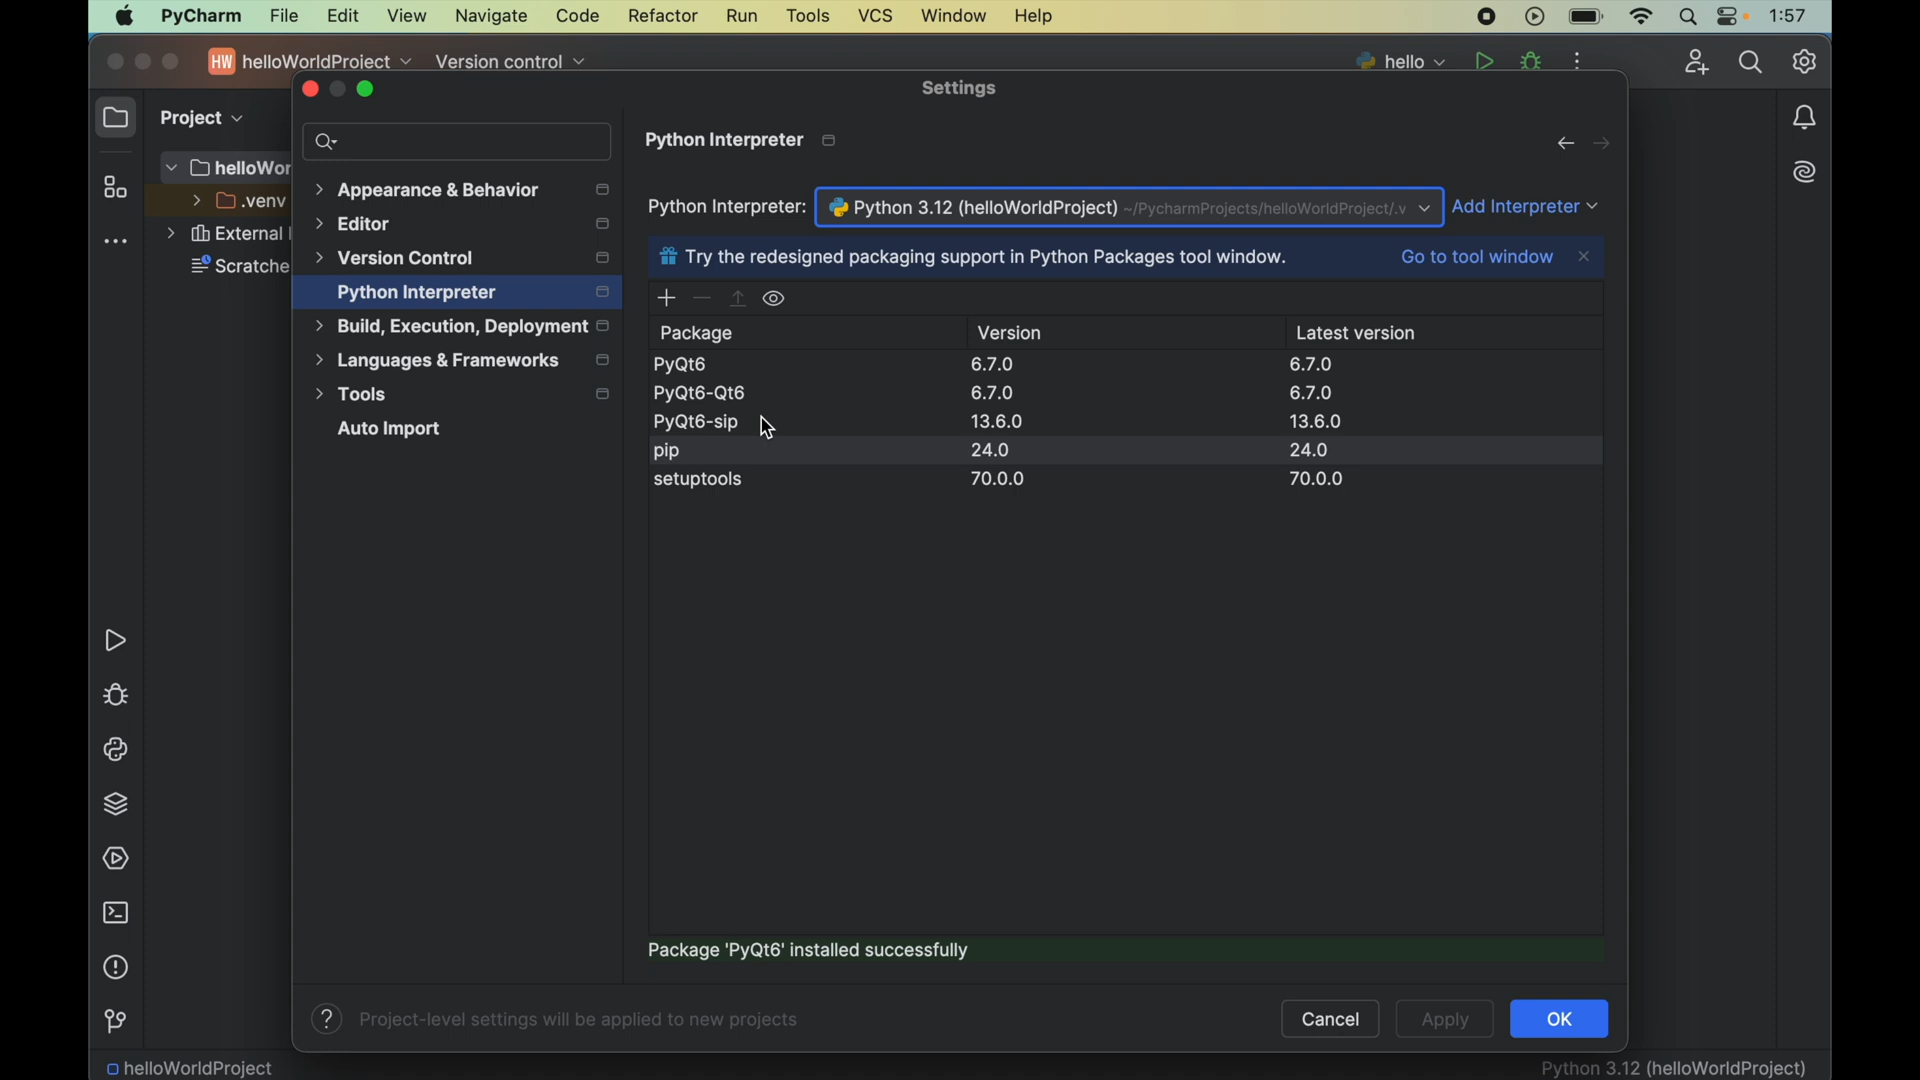 PyCharm File Edit View Navigate Code Refactor Run Tools VCS Window Help 1:57
HW helloWorldProject Version control hello
Settings
Project
helloWor
.venv
External
Scratche
Appearance & Behavior
Editor
Version Control
Python Interpreter
Build, Execution, Deployment
Languages & Frameworks
Tools
Auto Import
Python Interpreter
Python Interpreter: Python 3.12 (helloWorldProject) ~/PycharmProjects/helloWorldProject/.v Add Interpreter
Try the redesigned packaging support in Python Packages tool window. Go to tool window
Package Version Latest version
PyQt6 6.7.0 6.7.0
PyQt6-Qt6 6.7.0 6.7.0
PyQt6-sip 13.6.0 13.6.0
pip 24.0 24.0
setuptools 70.0.0 70.0.0
Package 'PyQt6' installed successfully
? Project-level settings will be applied to new projects Cancel Apply OK
helloWorldProject Python 3.12 (helloWorldProject)